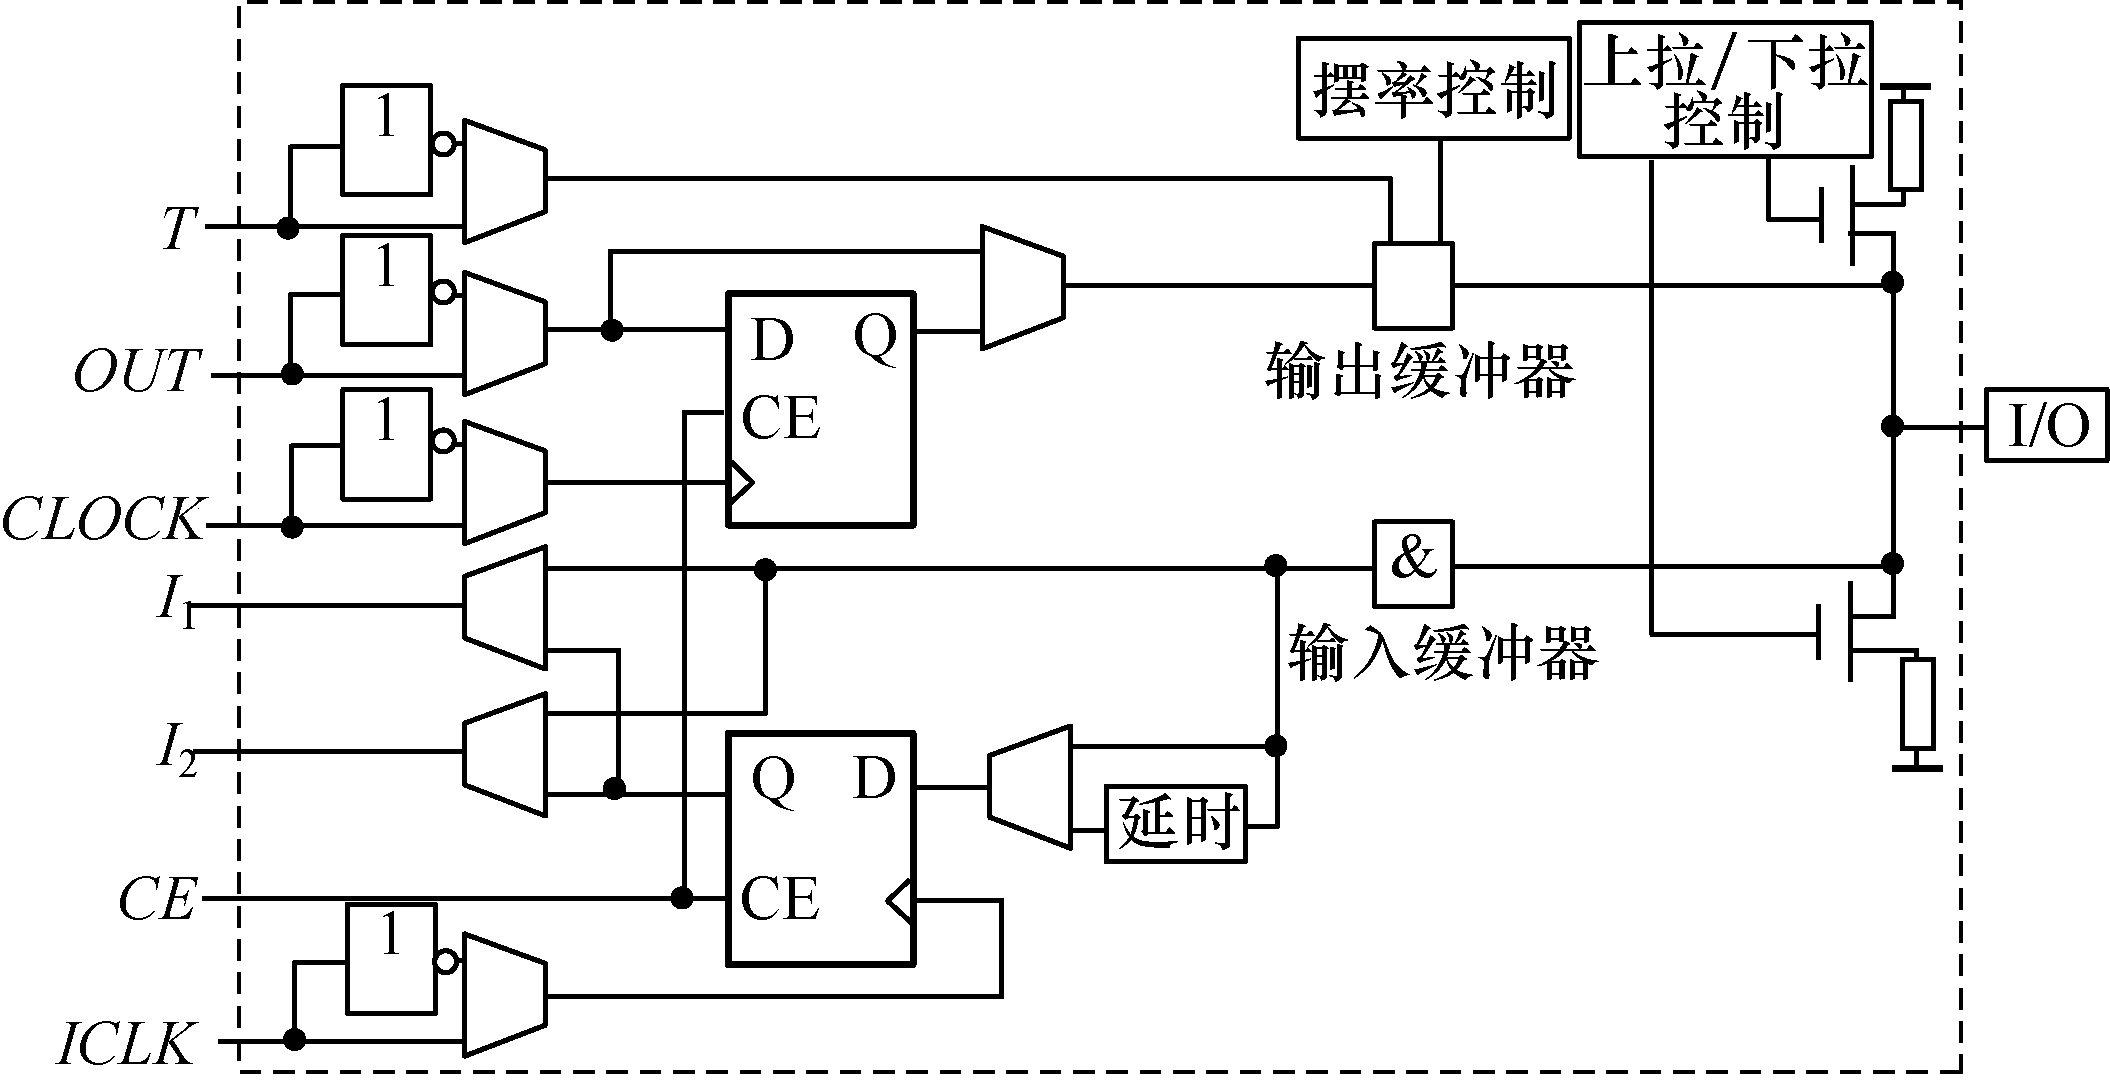 摆率控制
上拉/下拉
控制
1
T
1
OUT
D Q
CE
输出缓冲器
1
CLOCK
I/O
&
I1
输入缓冲器
I2
Q D
延时
CE
CE
1
ICLK